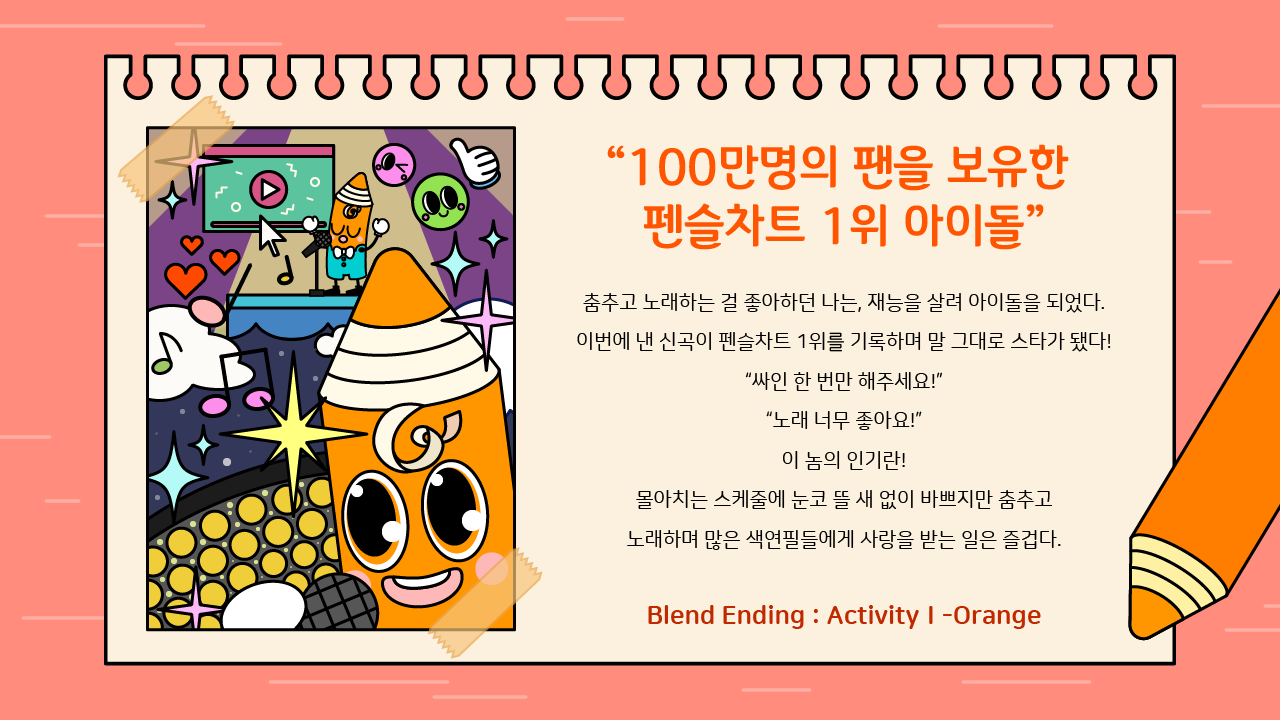 “100만명의 팬을 보유한
펜슬차트 1위 아이돌”
춤추고 노래하는 걸 좋아하던 나는, 재능을 살려 아이돌을 되었다.
이번에 낸 신곡이 펜슬차트 1위를 기록하며 말 그대로 스타가 됐다!
“싸인 한 번만 해주세요!”
“노래 너무 좋아요!”
이 놈의 인기란!
몰아치는 스케줄에 눈코 뜰 새 없이 바쁘지만 춤추고
노래하며 많은 색연필들에게 사랑을 받는 일은 즐겁다.
Blend Ending : Activity I -Orange